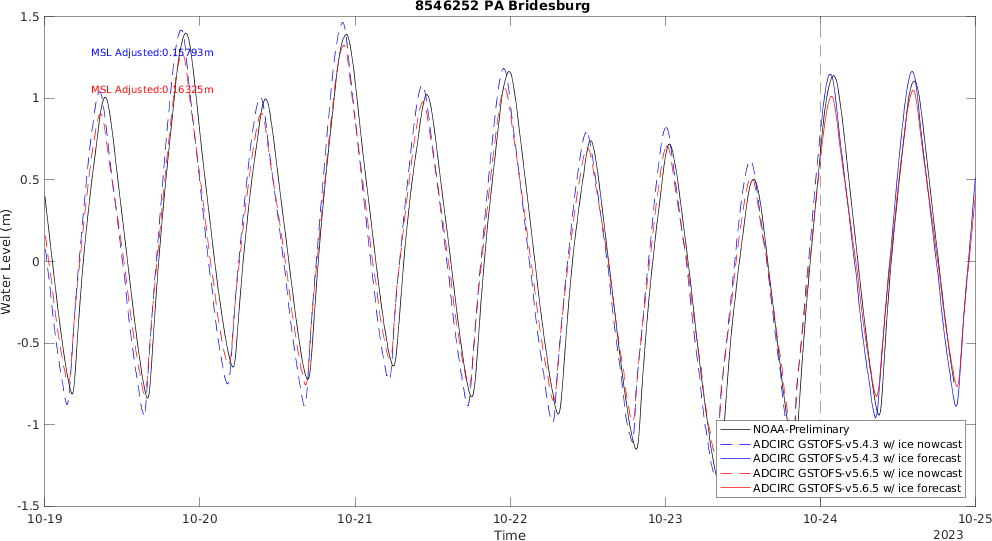 8546252 PA Bridesburg
1.5
MSL Adjusted:0.15793m
MSL Adjusted:0.16325m
1
0.5
0
-0.5
-1
-1.5
Water Level (m)
NOAA-Preliminary
ADCIRC GSTOFS-v5.4.3 w/ ice nowcast
ADCIRC GSTOFS-v5.4.3 w/ ice forecast
ADCIRC GSTOFS-v5.6.5 w/ ice nowcast
ADCIRC GSTOFS-v5.6.5 w/ ice forecast
10-19 10-20 10-21 10-22 10-23 10-24 10-25
Time
2023